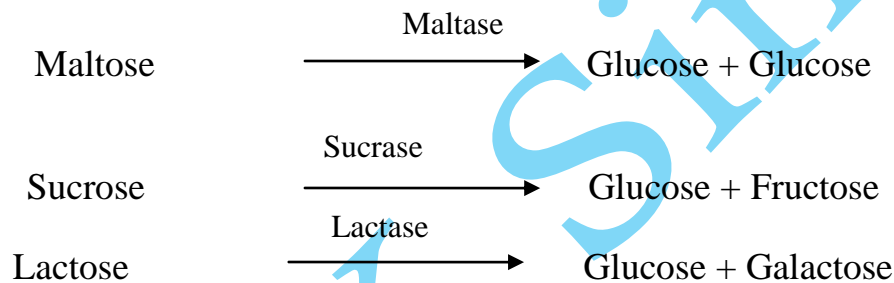 Maltase
Maltose Glucose + Glucose
Sucrase
Sucrose Glucose + Fructose
Lactase
Lactose Glucose + Galactose